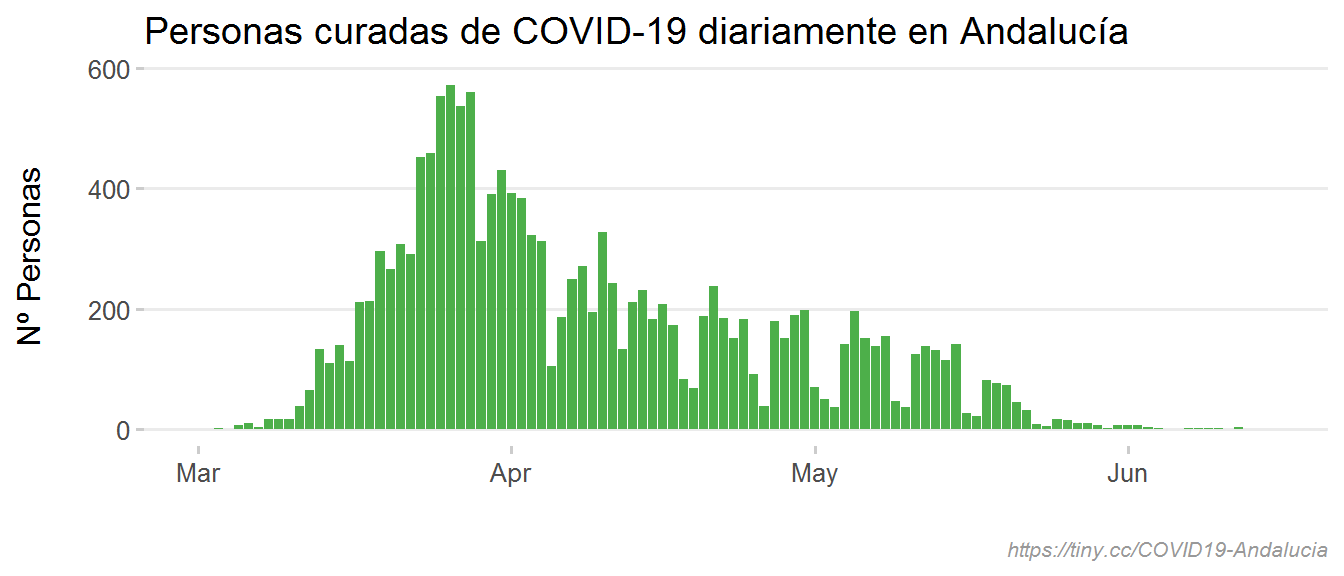 Personas curadas de COVID-19 diariamente en Andalucía
600
400
200
0
Nº Personas
Mar Apr May Jun
https://tiny.cc/COVID19-Andalucia